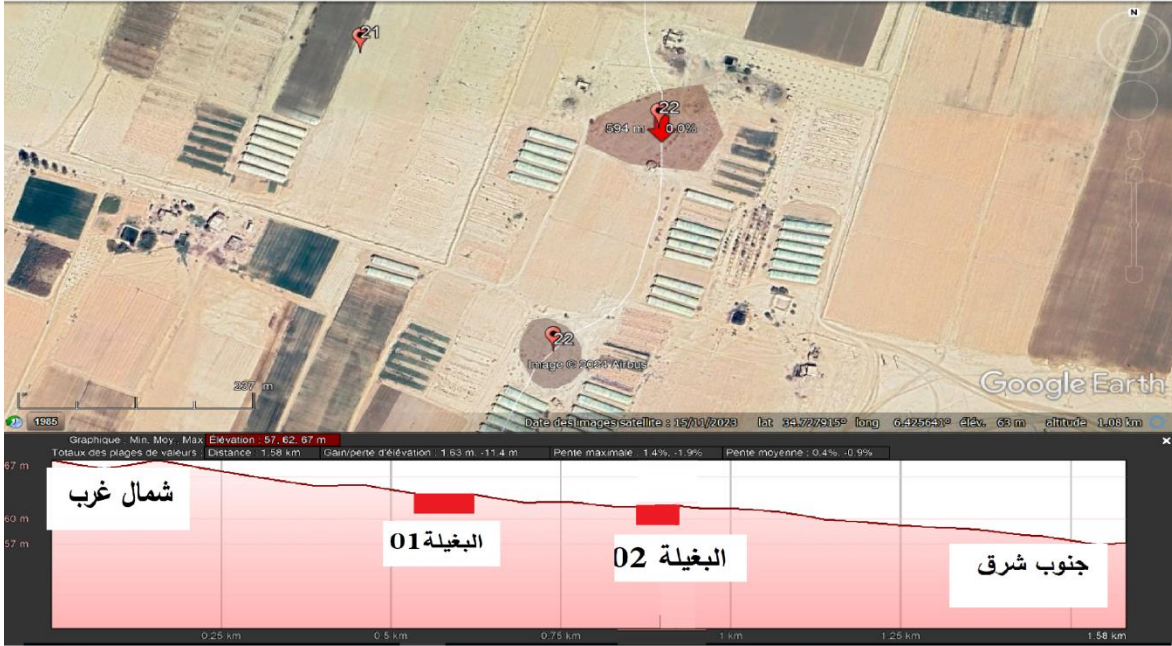 N
21
22
594 m 0.0%
22
Image © 2024 Airbus
237 m
Google Earth
1985
Date des images satellite : 15/11/2023 lat 34.727915° long 6.425641° élév. 63 m altitude 1.08 km
Graphique : Min, Moy., Max Élévation : 57, 62, 67 m
Totaux des plages de valeurs : Distance : 1.58 km Gain/perte d'élévation : 1.63 m, -11.4 m Pente maximale : 1.4%, -1.9% Pente moyenne : 0.4%, -0.9%
67 m
60 m
57 m
شمال غرب
البغيلة01
البغيلة 02
جنوب شرق
0.25 km 0.5 km 0.75 km 1 km 1.25 km 1.58 km